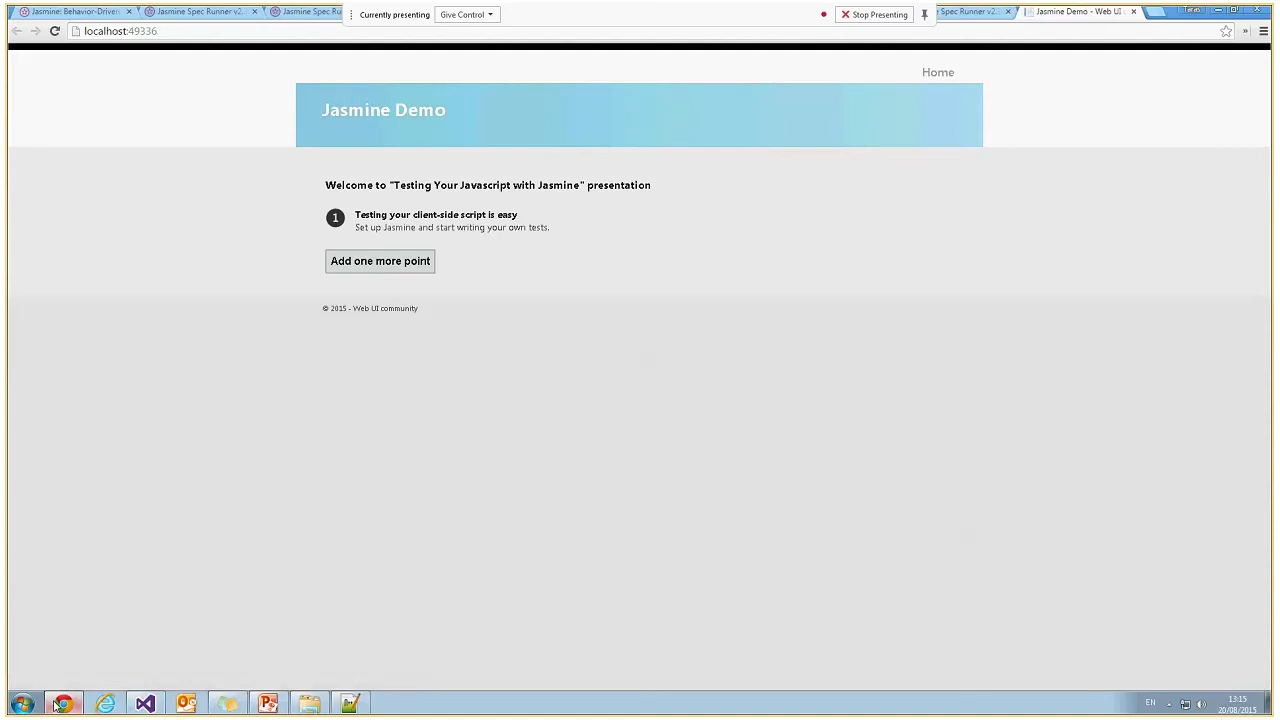 Jasmine: Behavior-Driven
Jasmine Spec Runner v2...
Jasmine Spec Ru
Currently presenting
Give Control
Stop Presenting
Spec Runner v2...
Jasmine Demo - Web UI
localhost:49336
Home
Jasmine Demo
Welcome to "Testing Your Javascript with Jasmine" presentation
1
Testing your client-side script is easy
Set up Jasmine and start writing your own tests.
Add one more point
© 2015 - Web UI community
EN
13:15
20/08/2015